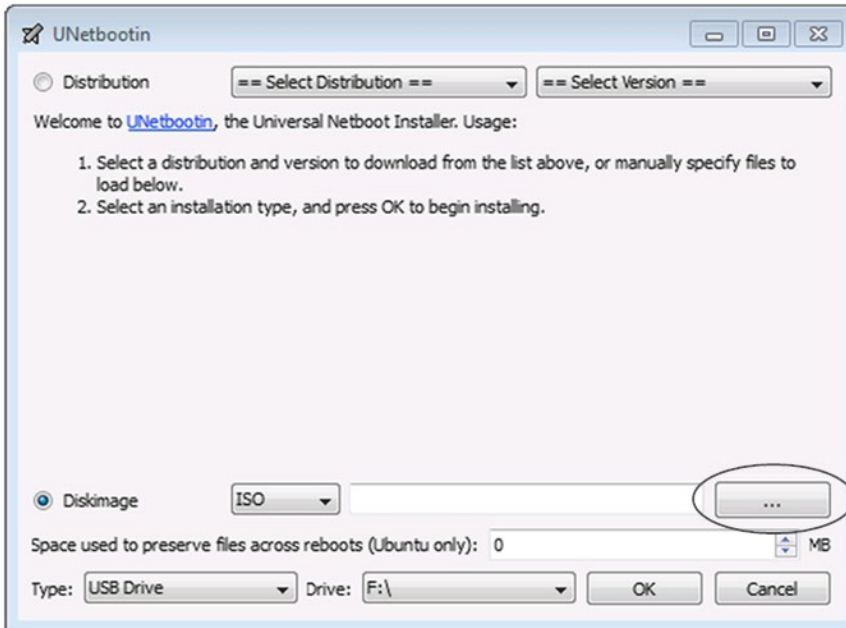 UNetbootin
Distribution == Select Distribution == == Select Version ==
Welcome to UNetbootin, the Universal Netboot Installer. Usage:
1. Select a distribution and version to download from the list above, or manually specify files to
load below.
2. Select an installation type, and press OK to begin installing.
Diskimage ISO ...
Space used to preserve files across reboots (Ubuntu only): 0 MB
Type: USB Drive Drive: F:\ OK Cancel